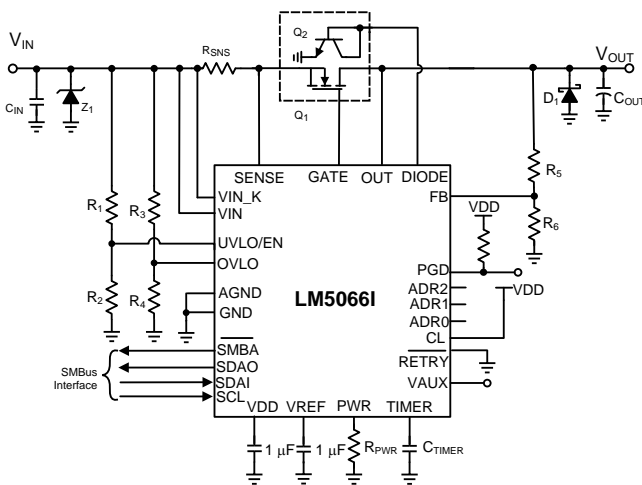 Q2
VIN
RSNS
VOUT
CIN
Z1
Q1
D1
COUT
SENSE
GATE
OUT
DIODE
R5
VIN_K
FB
VDD
R1
R3
VIN
R6
UVLO/EN
OVLO
PGD
R2
R4
AGND
LM5066I
ADR2
VDD
GND
ADR1
ADR0
SMBA
CL
SMBus
Interface
SDAO
RETRY
SDAI
VAUX
SCL
VDD
VREF
PWR
TIMER
1 μF
1 μF
RPWR
CTIMER